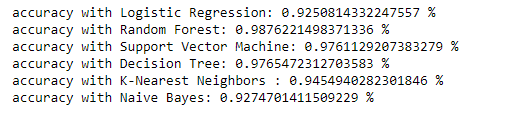 accuracy with Logistic Regression: 0.9250814332247557 %
accuracy with Random Forest: 0.9876221498371336 %
accuracy with Support Vector Machine: 0.9761129207383279 %
accuracy with Decision Tree: 0.9765472312703583 %
accuracy with K-Nearest Neighbors : 0.9454940282301846 %
accuracy with Naive Bayes: 0.9274701411509229 %